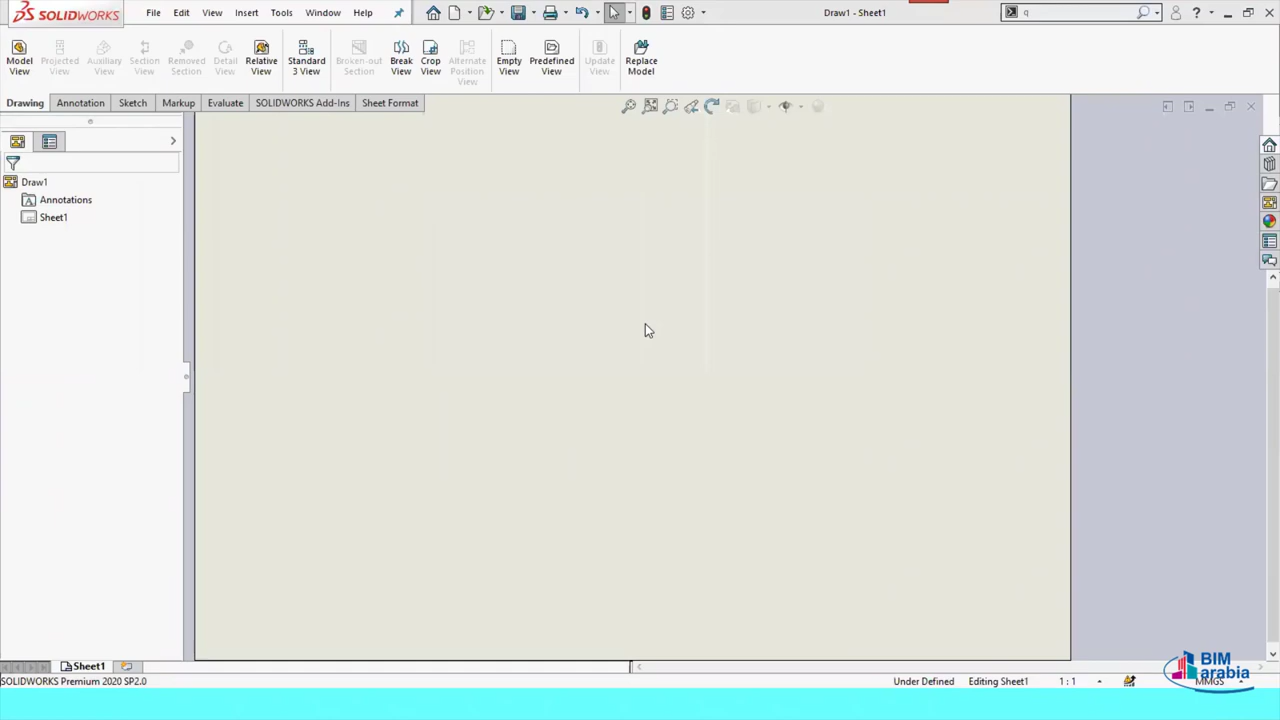 SOLIDWORKS
File Edit View Insert Tools Window Help
Draw1 - Sheet1
q
Model View
Projected View
Auxiliary View
Section View
Removed Section
Detail View
Relative View
Standard 3 View
Broken-out Section
Break View
Crop View
Alternate Position View
Empty View
Predefined View
Update View
Replace Model
Drawing Annotation Sketch Markup Evaluate SOLIDWORKS Add-Ins Sheet Format
Draw1
Annotations
Sheet1
Sheet1
SOLIDWORKS Premium 2020 SP2.0
Under Defined Editing Sheet1 1 : 1 MMGS
BIM
arabia